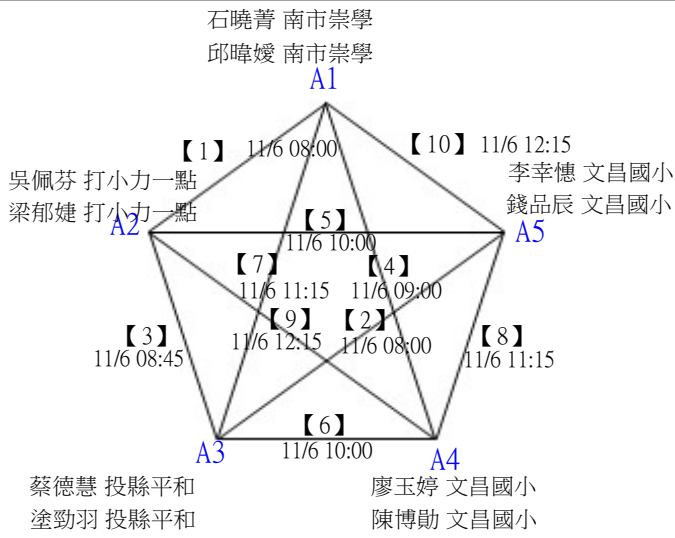 石曉菁 南市崇學
邱暐嬡 南市崇學
A1
【1】 11/6 08:00
【10】 11/6 12:15
吳佩芬 打小力一點
梁郁婕 打小力一點
A2
李幸憓 文昌國小
錢品辰 文昌國小
A5
【5】
11/6 10:00
【7】
11/6 11:15
【4】
11/6 09:00
【9】
11/6 12:15
【2】
11/6 08:00
【3】
11/6 08:45
【8】
11/6 11:15
【6】
11/6 10:00
A3
A4
蔡德慧 投縣平和
塗勁羽 投縣平和
廖玉婷 文昌國小
陳博勛 文昌國小